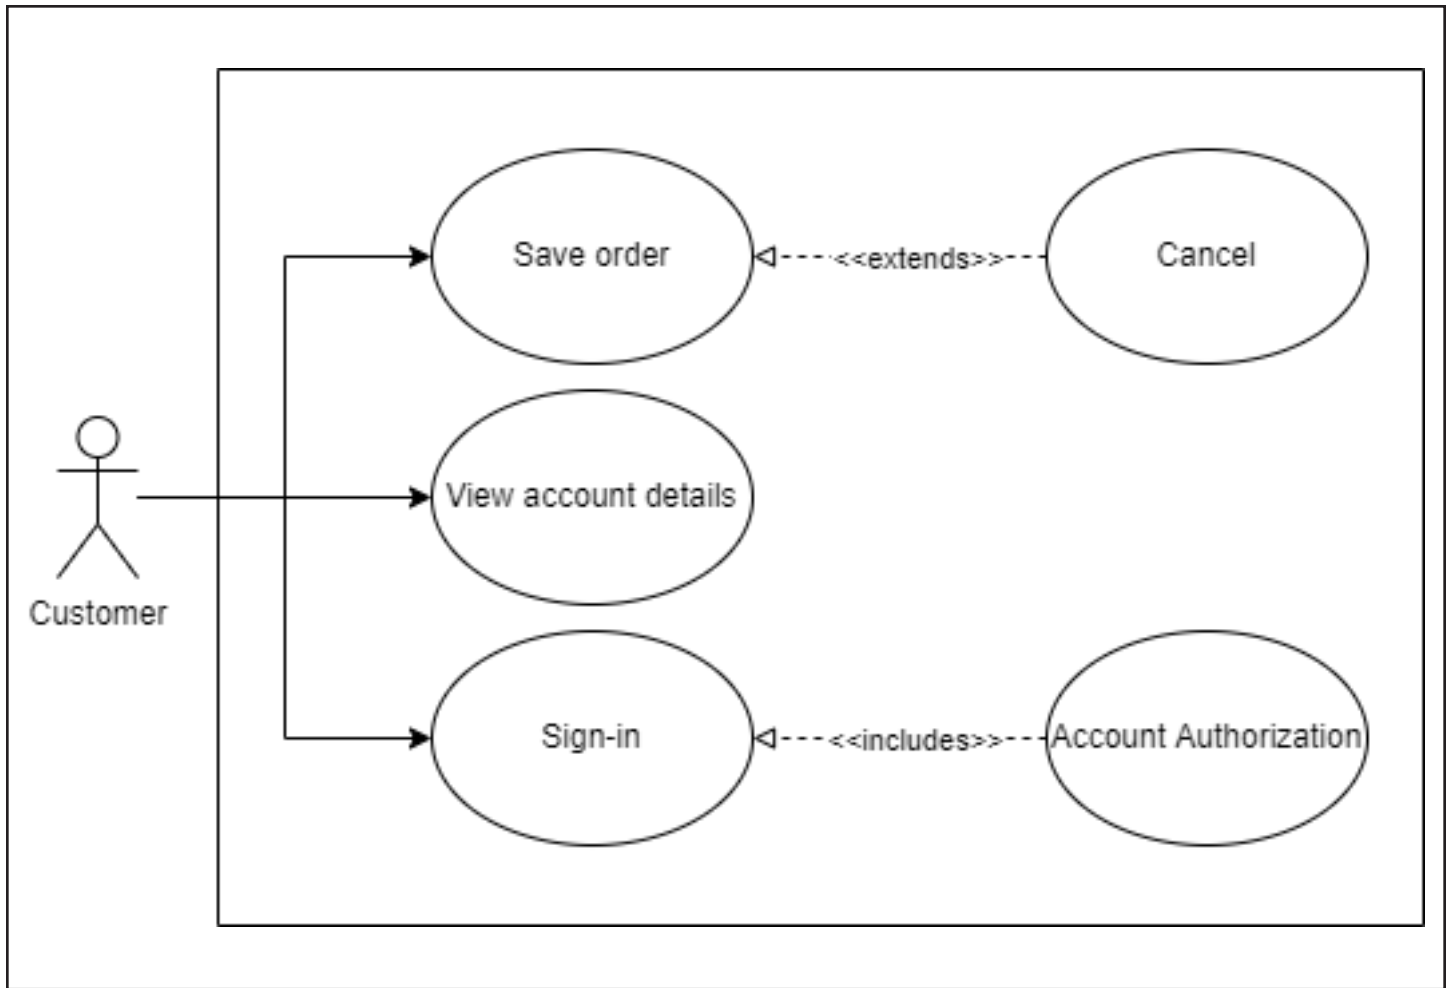 Save order
<<extends>>
Cancel
View account details
Customer
Sign-in
<<includes>>
Account Authorization